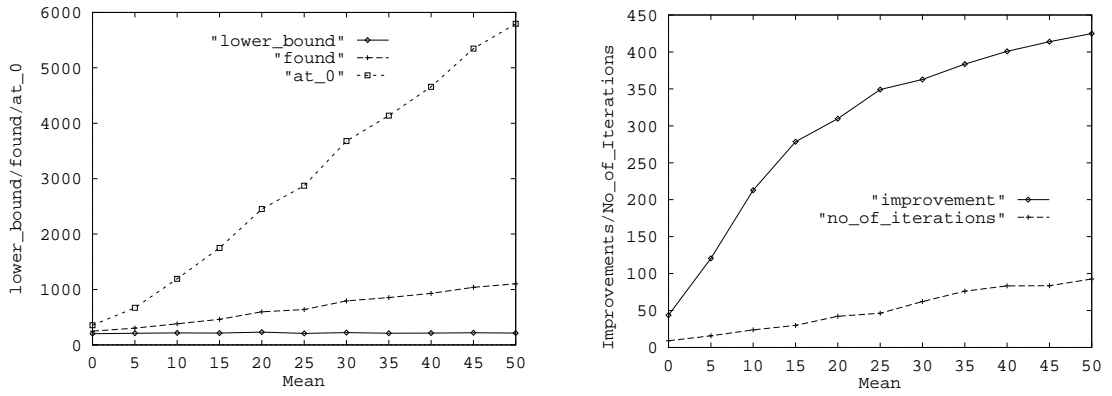 lower_bound/found/at_0
6000
5000
4000
3000
2000
1000
0
"lower_bound"
"found"
"at_0"
0 5 10 15 20 25 30 35 40 45 50
Mean
Improvements/No_of_Iterations
450
400
350
300
250
200
150
100
50
0
"improvement"
"no_of_iterations"
0 5 10 15 20 25 30 35 40 45 50
Mean